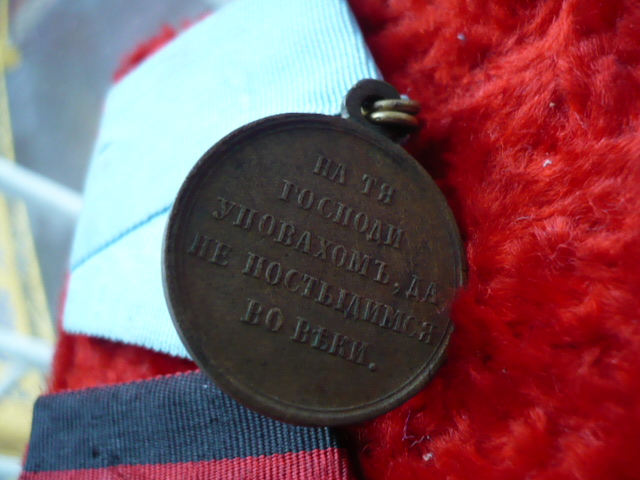 НА ТЯ
ГОСПОДИ
УПОВАХОМЪ, ДА
НЕ ПОСТЫДИМСЯ
ВО ВѢКИ.